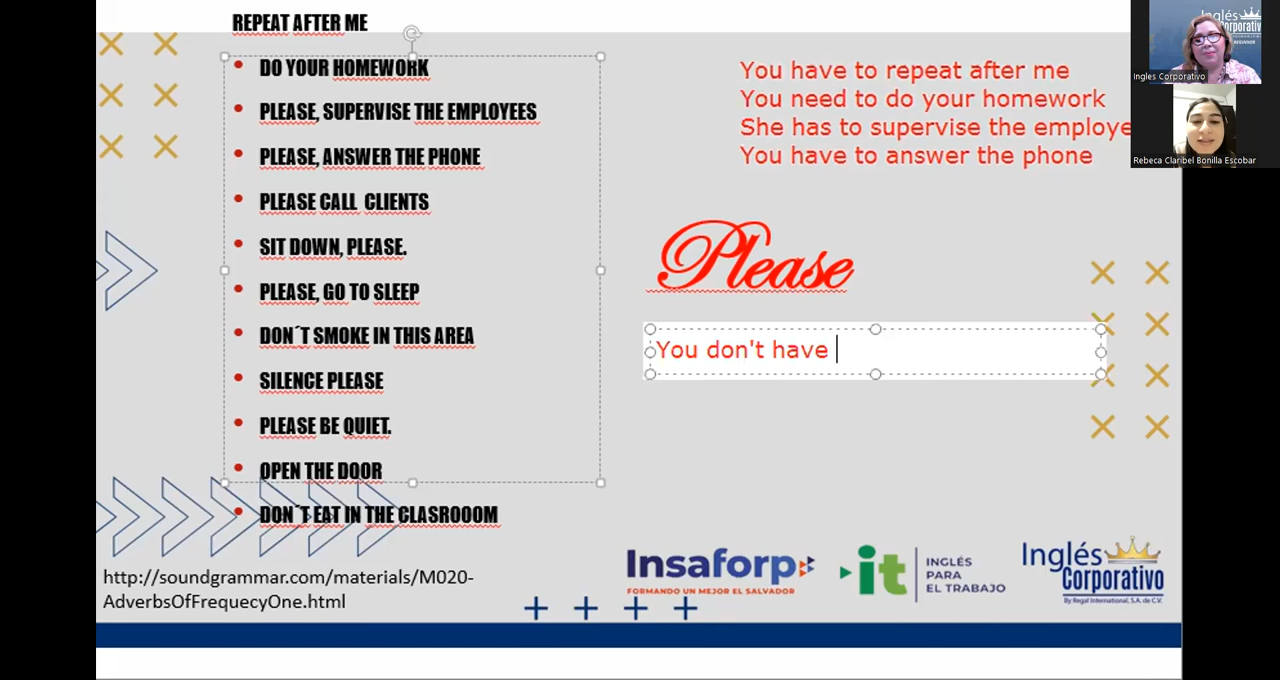 REPEAT AFTER ME
DO YOUR HOMEWORK
PLEASE, SUPERVISE THE EMPLOYEES
PLEASE, ANSWER THE PHONE
PLEASE CALL CLIENTS
SIT DOWN, PLEASE.
PLEASE, GO TO SLEEP
DON´T SMOKE IN THIS AREA
SILENCE PLEASE
PLEASE BE QUIET.
OPEN THE DOOR
DON´T EAT IN THE CLASROOOM
http://soundgrammar.com/materials/M020-
AdverbsOfFrequecyOne.html
You have to repeat after me
You need to do your homework
She has to supervise the employe
You have to answer the phone
Please
You don't have
Insaforp
FORMANDO UN MEJOR EL SALVADOR
it
INGLÉS
PARA
EL TRABAJO
Inglés
Corporativo
By Regal International, S.A. de C.V.
Inglés
Corporativo
Ingles Corporativo
Rebeca Claribel Bonilla Escobar